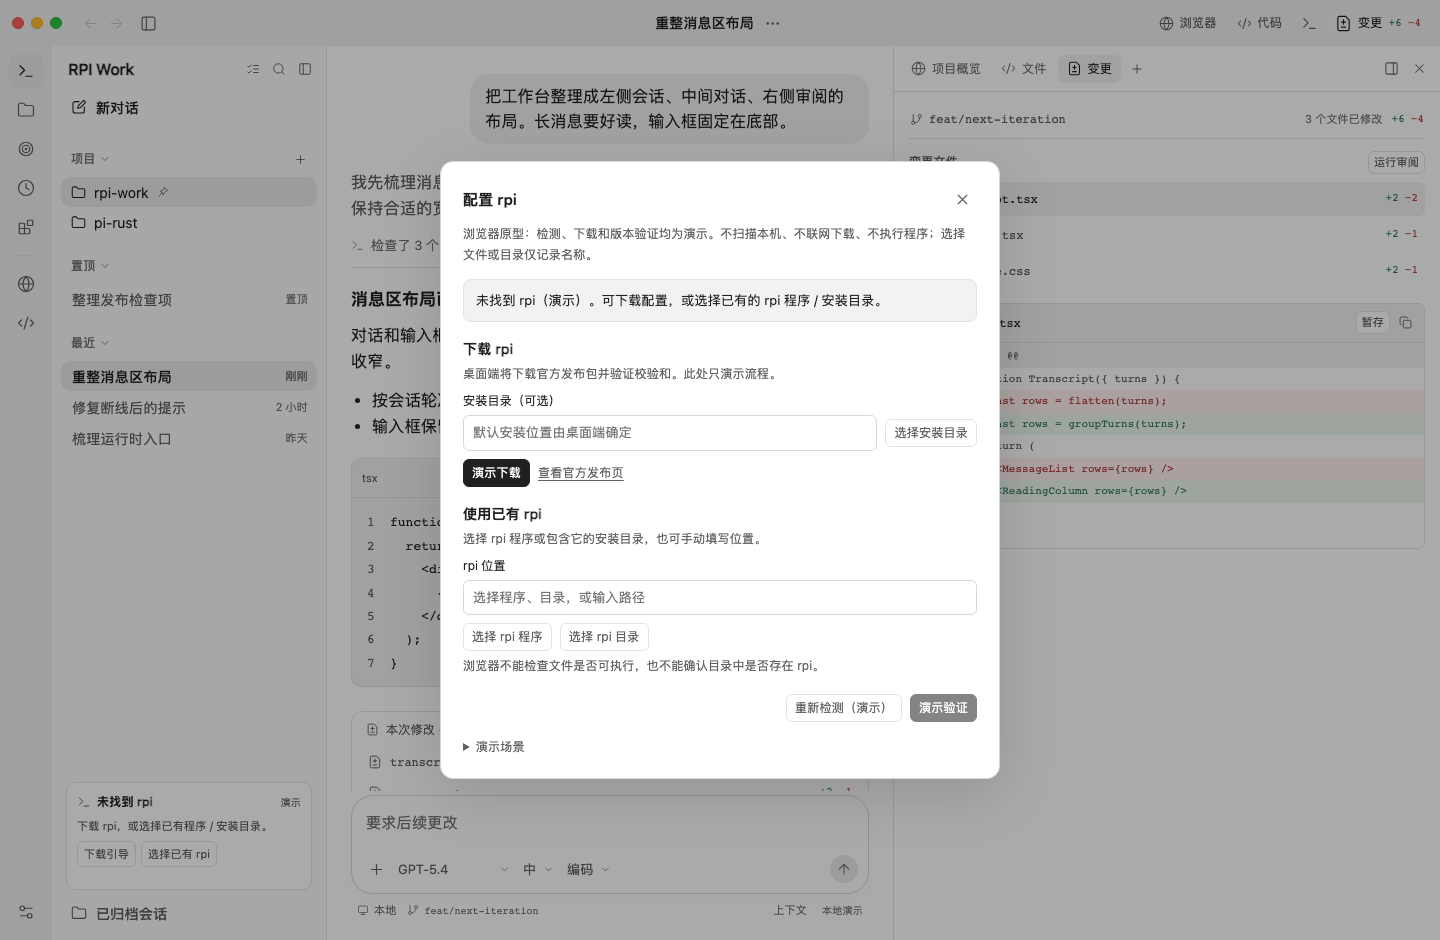 重整消息区布局 ···
浏览器
代码
变更 +6 −4
RPI Work
新对话
项目
rpi-work
pi-rust
置顶
整理发布检查项 置顶
最近
重整消息区布局 刚刚
修复断线后的提示 2 小时
梳理运行时入口 昨天
未找到 rpi 演示
下载 rpi，或选择已有程序 / 安装目录。
下载引导 选择已有 rpi
已归档会话
把工作台整理成左侧会话、中间对话、右侧审阅的
布局。长消息要好读，输入框固定在底部。
我先梳理消息
保持合适的
检查了 3 个
消息区布局
对话和输入框
收窄。
• 按会话轮
• 输入框保
tsx
1 functio
2 retur
3 <di
4
5 </d
6 );
7 }
本次修改
transcr
要求后续更改
GPT-5.4 中 编码
本地 feat/next-iteration 上下文 本地演示
项目概览 文件 变更
feat/next-iteration 3 个文件已修改 +6 −4
变更文件 运行审阅
t.tsx +2 −2
tsx +2 −1
.css +2 −1
tsx 暂存
@@
ion Transcript({ turns }) {
nst rows = flatten(turns);
nst rows = groupTurns(turns);
turn (
<MessageList rows={rows} />
<ReadingColumn rows={rows} />
配置 rpi
浏览器原型：检测、下载和版本验证均为演示。不扫描本机、不联网下载、不执行程序；选择
文件或目录仅记录名称。
未找到 rpi（演示）。可下载配置，或选择已有的 rpi 程序 / 安装目录。
下载 rpi
桌面端将下载官方发布包并验证校验和。此处只演示流程。
安装目录（可选）
默认安装位置由桌面端确定 选择安装目录
演示下载 查看官方发布页
使用已有 rpi
选择 rpi 程序或包含它的安装目录，也可手动填写位置。
rpi 位置
选择程序、目录，或输入路径
选择 rpi 程序 选择 rpi 目录
浏览器不能检查文件是否可执行，也不能确认目录中是否存在 rpi。
重新检测（演示） 演示验证
演示场景